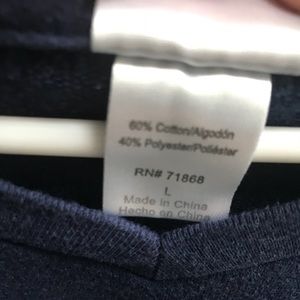 60% Cotton/Algodón
40% Polyester/Poliéster
RN# 71868
L
Made in China
Hecho en China